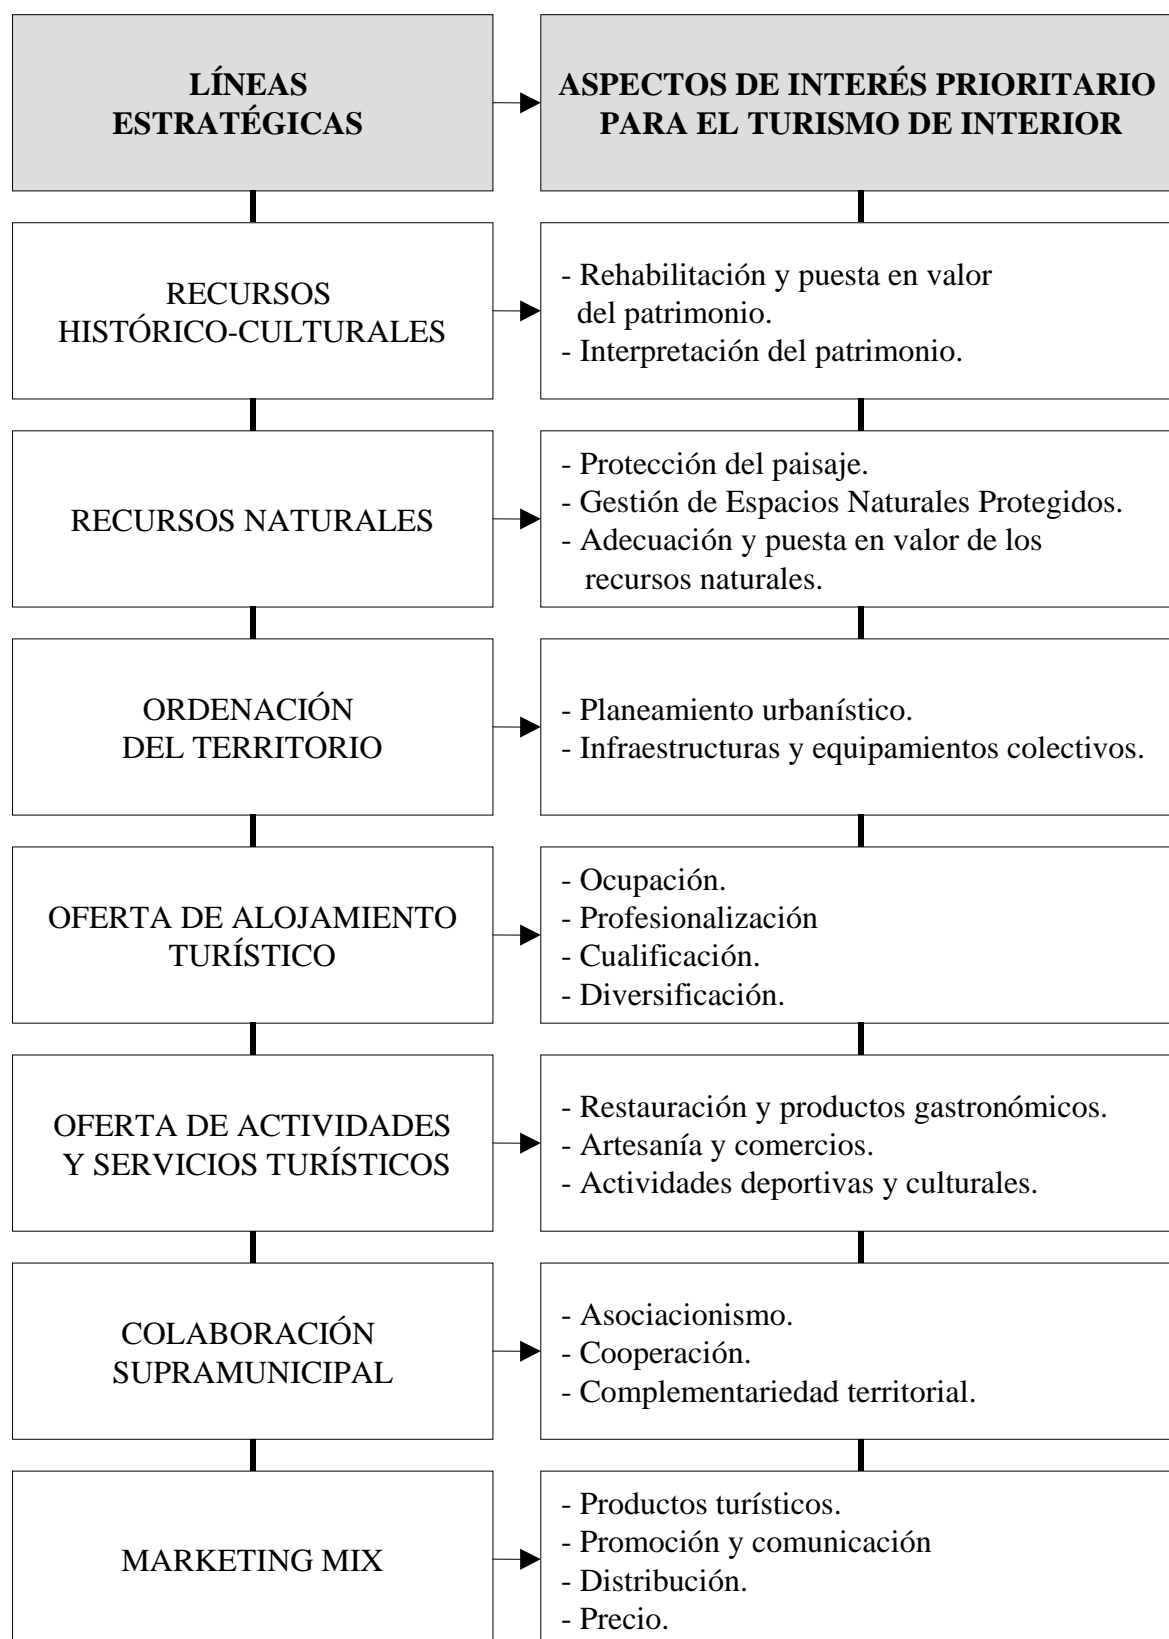 LÍNEAS
ESTRATÉGICAS
ASPECTOS DE INTERÉS PRIORITARIO
PARA EL TURISMO DE INTERIOR
RECURSOS
HISTÓRICO-CULTURALES
- Rehabilitación y puesta en valor
del patrimonio.
- Interpretación del patrimonio.
RECURSOS NATURALES
- Protección del paisaje.
- Gestión de Espacios Naturales Protegidos.
- Adecuación y puesta en valor de los
recursos naturales.
ORDENACIÓN
DEL TERRITORIO
- Planeamiento urbanístico.
- Infraestructuras y equipamientos colectivos.
OFERTA DE ALOJAMIENTO
TURÍSTICO
- Ocupación.
- Profesionalización
- Cualificación.
- Diversificación.
OFERTA DE ACTIVIDADES
Y SERVICIOS TURÍSTICOS
- Restauración y productos gastronómicos.
- Artesanía y comercios.
- Actividades deportivas y culturales.
COLABORACIÓN
SUPRAMUNICIPAL
- Asociacionismo.
- Cooperación.
- Complementariedad territorial.
MARKETING MIX
- Productos turísticos.
- Promoción y comunicación
- Distribución.
- Precio.